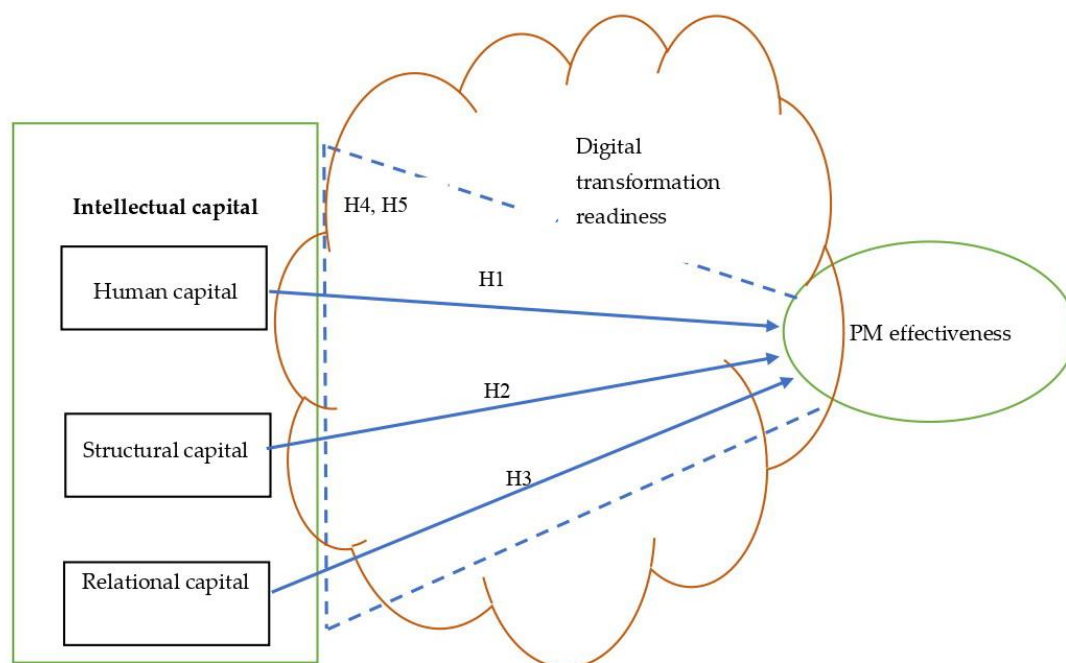 Digital
transformation
readiness
Intellectual capital
H4, H5
Human capital
H1
PM effectiveness
H2
Structural capital
H3
Relational capital